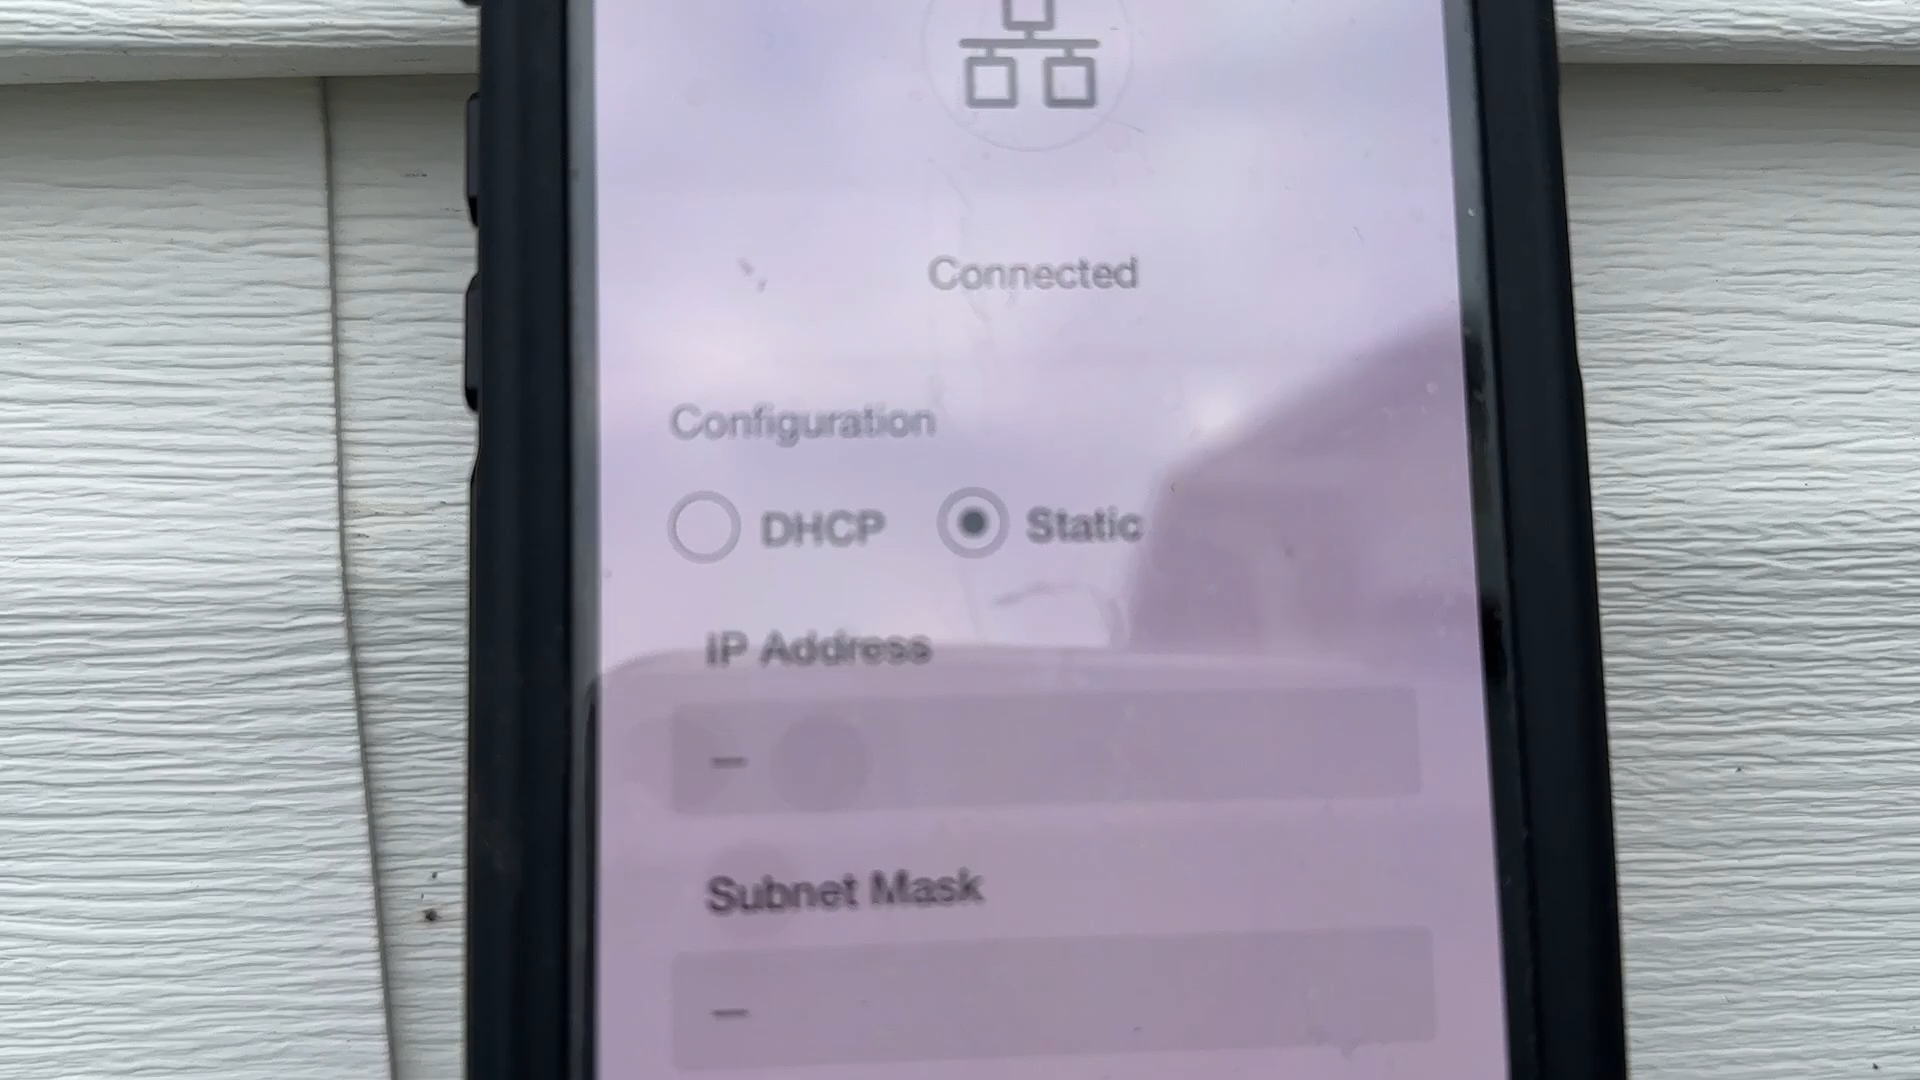 Connected
Configuration
DHCP Static
IP Address
—
Subnet Mask
—